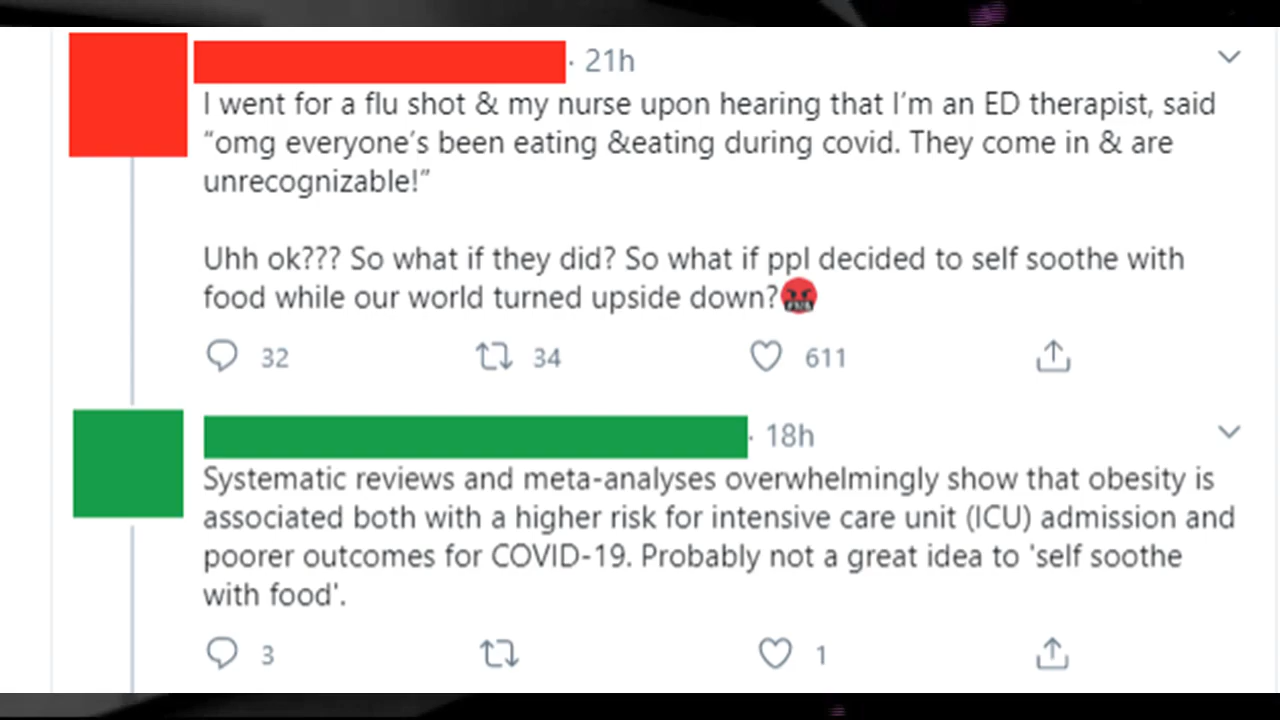 · 21h
I went for a flu shot & my nurse upon hearing that I'm an ED therapist, said
"omg everyone's been eating &eating during covid. They come in & are
unrecognizable!"
Uhh ok??? So what if they did? So what if ppl decided to self soothe with
food while our world turned upside down?🤬
32 34 611
· 18h
Systematic reviews and meta-analyses overwhelmingly show that obesity is
associated both with a higher risk for intensive care unit (ICU) admission and
poorer outcomes for COVID-19. Probably not a great idea to 'self soothe
with food'.
3 1